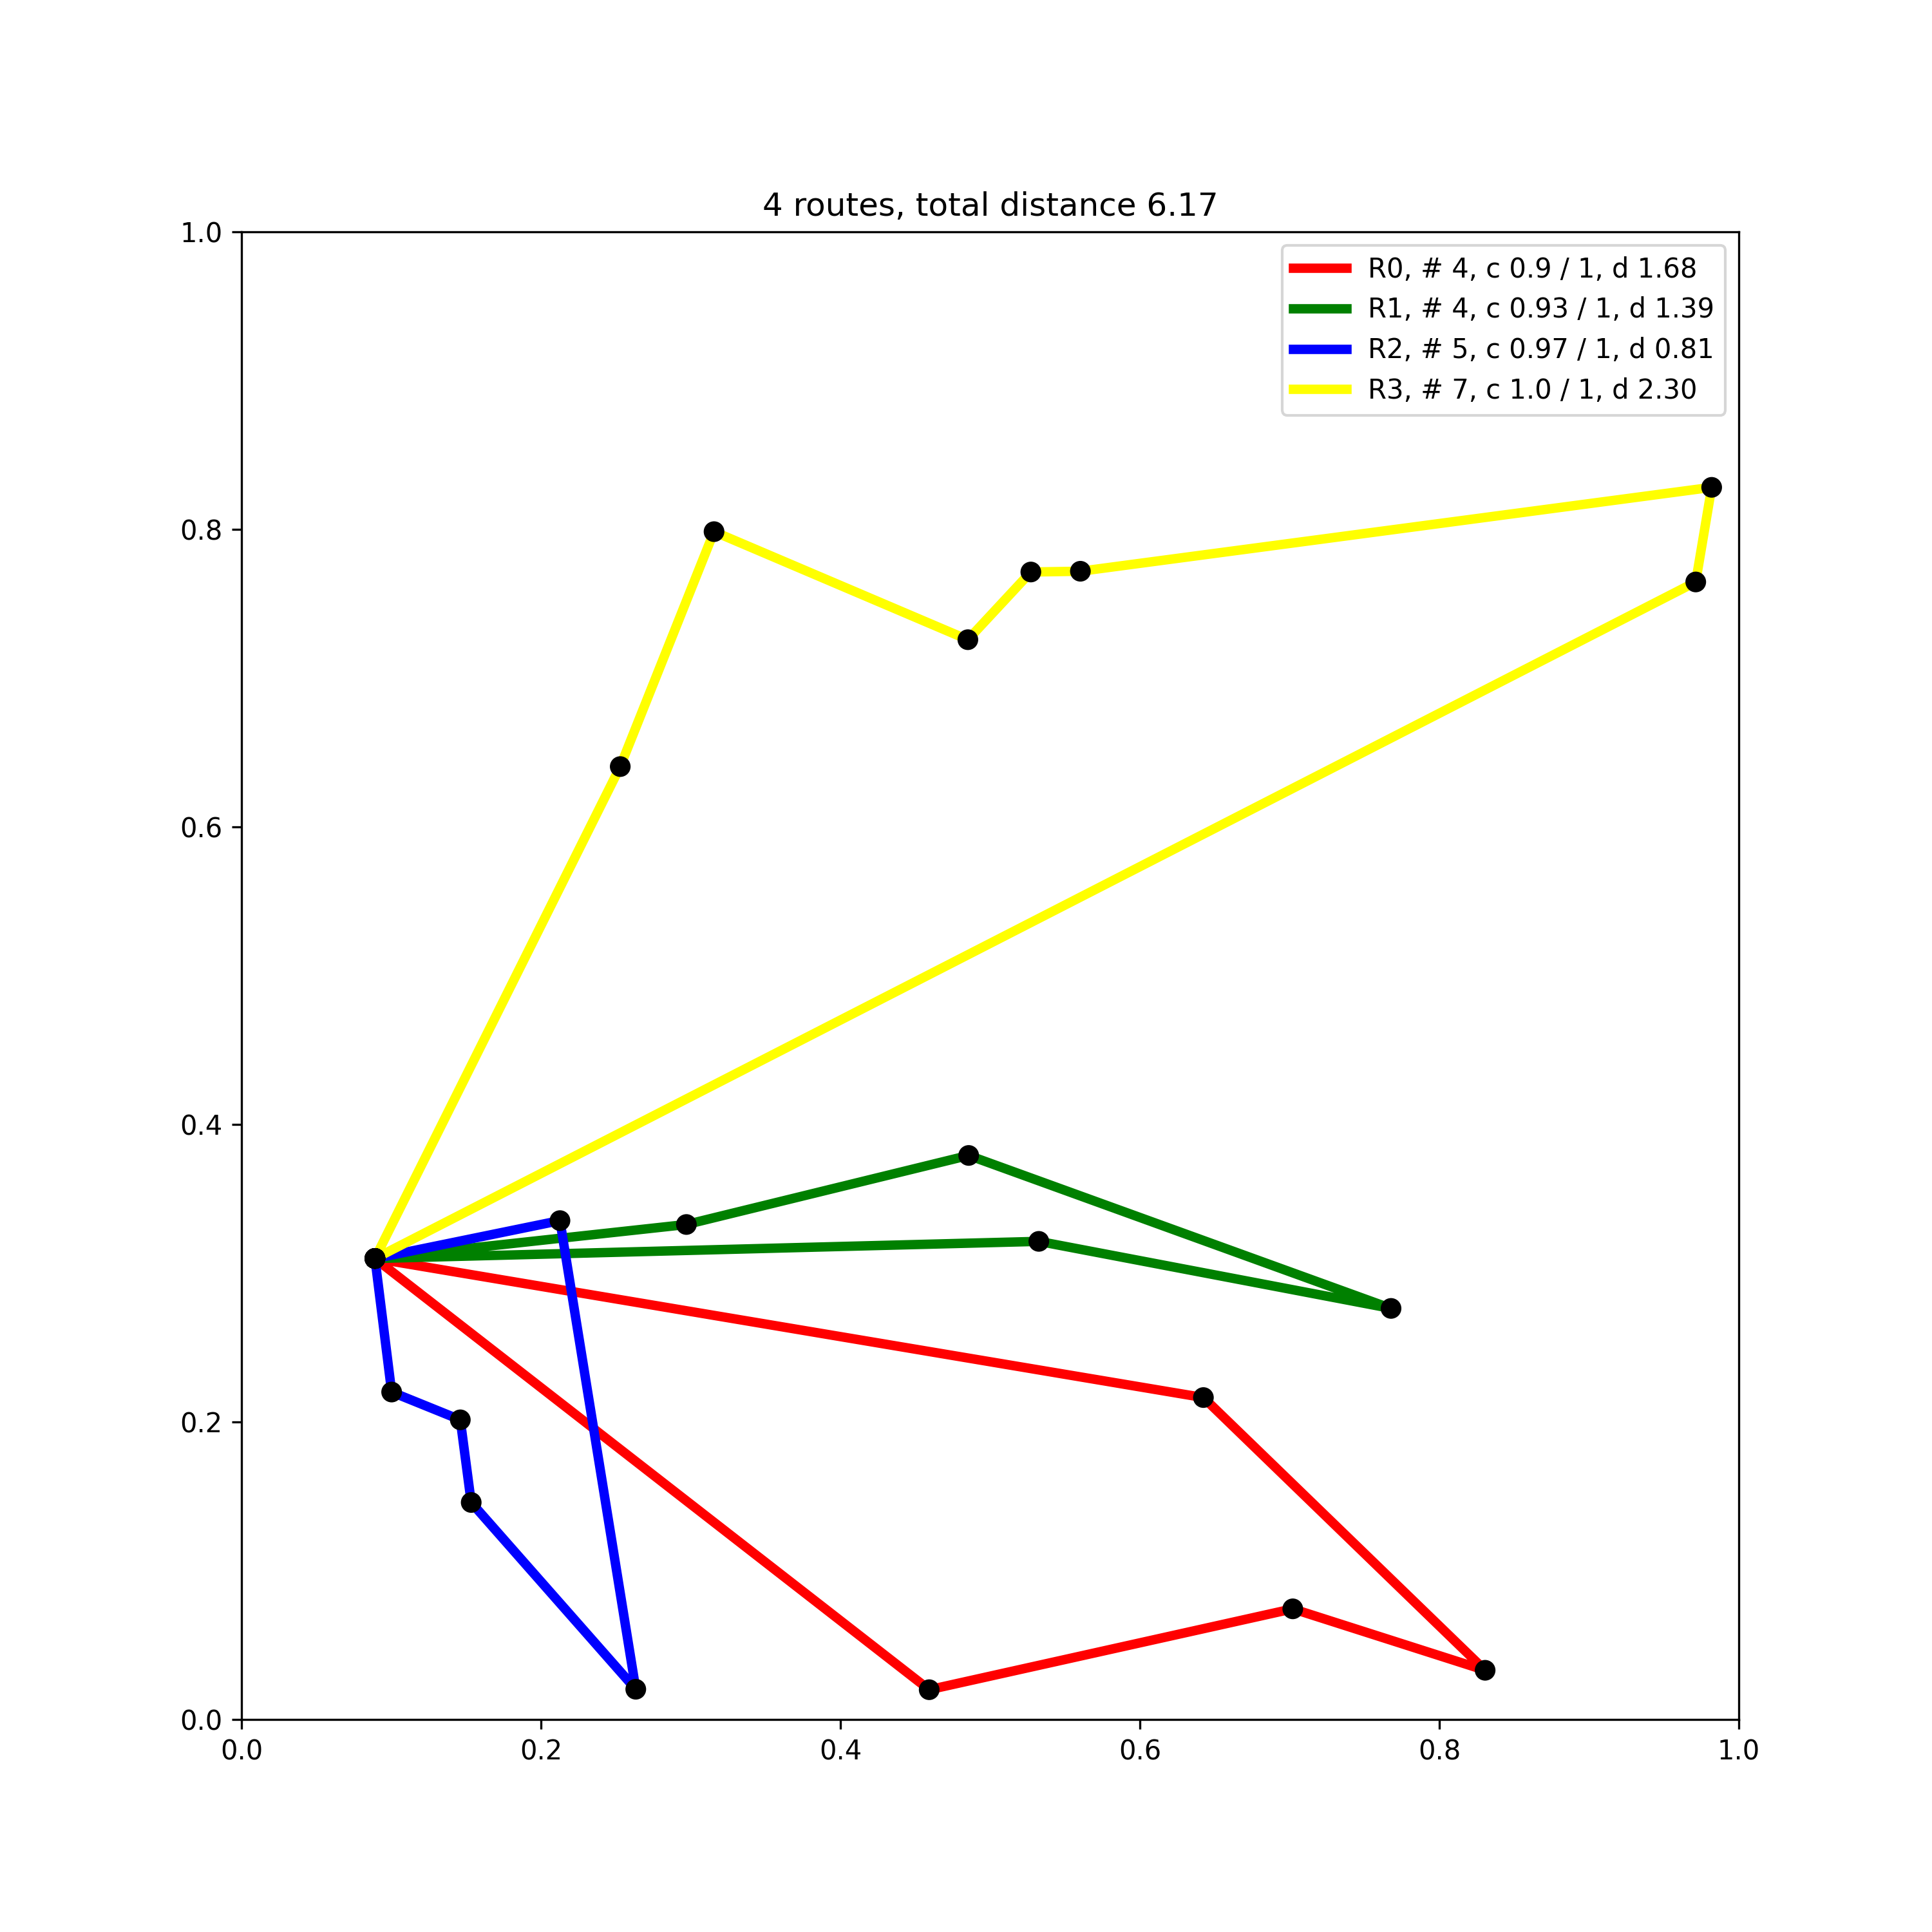 4 routes, total distance 6.17
R0, # 4, c 0.9 / 1, d 1.68
R1, # 4, c 0.93 / 1, d 1.39
R2, # 5, c 0.97 / 1, d 0.81
R3, # 7, c 1.0 / 1, d 2.30
1.0
0.8
0.6
0.4
0.2
0.0
0.0 0.2 0.4 0.6 0.8 1.0